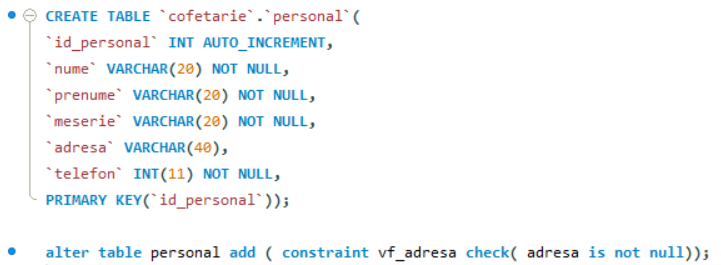 CREATE TABLE `cofetarie`.`personal`(
`id_personal` INT AUTO_INCREMENT,
`nume` VARCHAR(20) NOT NULL,
`prenume` VARCHAR(20) NOT NULL,
`meserie` VARCHAR(20) NOT NULL,
`adresa` VARCHAR(40),
`telefon` INT(11) NOT NULL,
PRIMARY KEY(`id_personal`));
alter table personal add ( constraint vf_adresa check( adresa is not null));